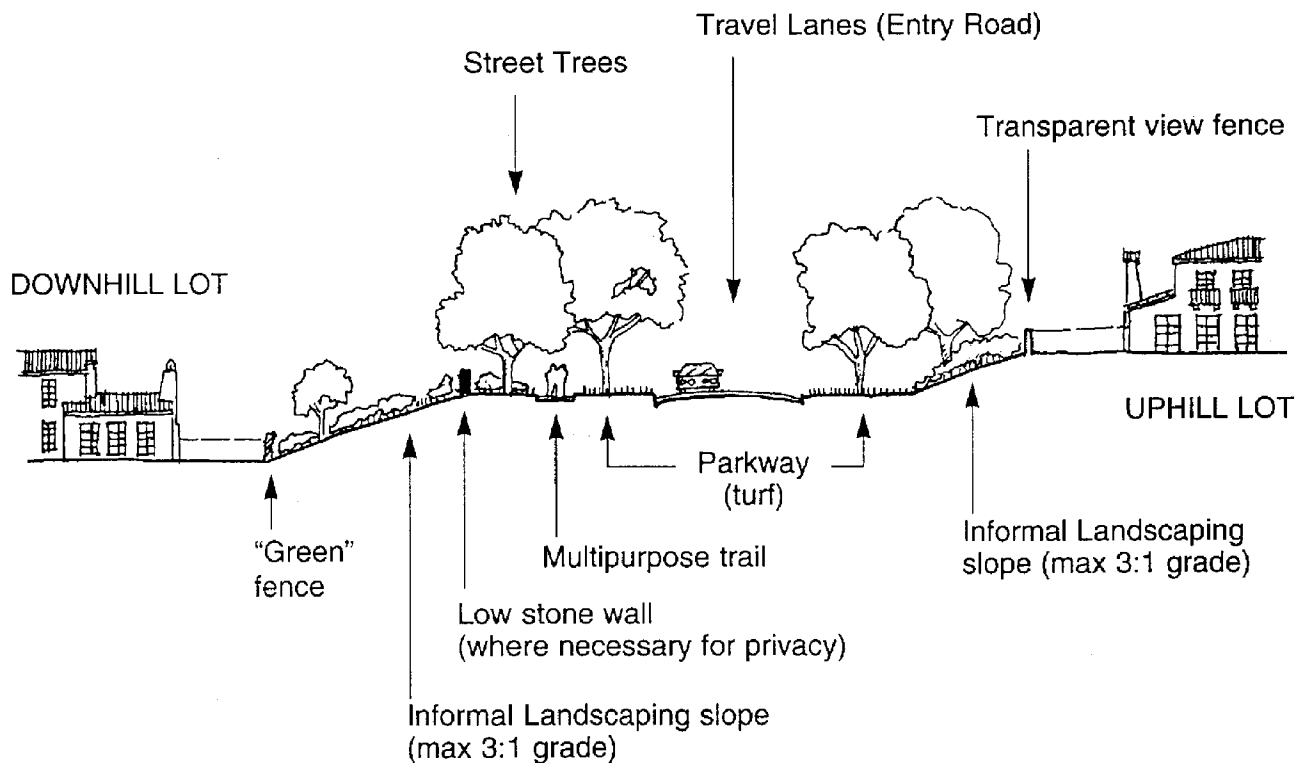 Travel Lanes (Entry Road)
Street Trees
Transparent view fence
DOWNHILL LOT
UPHILL LOT
Parkway
(turf)
"Green"
fence
Multipurpose trail
Informal Landscaping
slope (max 3:1 grade)
Low stone wall
(where necessary for privacy)
Informal Landscaping slope
(max 3:1 grade)